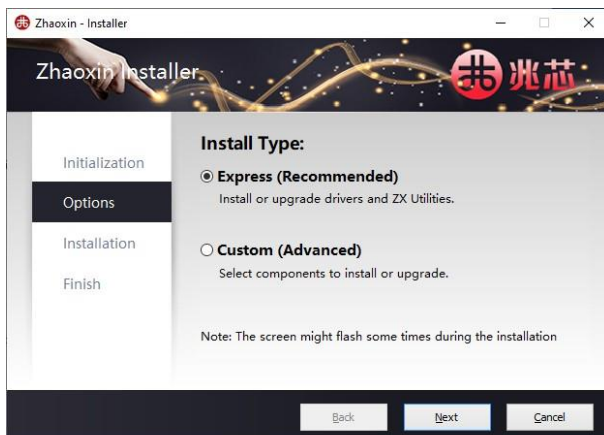 Zhaoxin - Installer
Zhaoxin Installer
兆芯
Initialization
Options
Installation
Finish
Install Type:
Express (Recommended)
Install or upgrade drivers and ZX Utilities.
Custom (Advanced)
Select components to install or upgrade.
Note: The screen might flash some times during the installation
Back
Next
Cancel